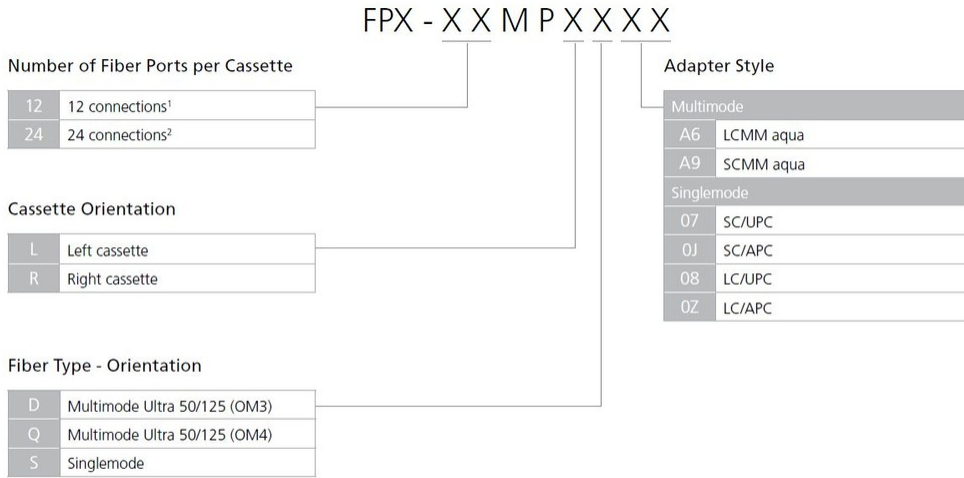 FPX - X X M P X X X X
Number of Fiber Ports per Cassette
12 12 connections¹
24 24 connections²
Cassette Orientation
L Left cassette
R Right cassette
Fiber Type - Orientation
D Multimode Ultra 50/125 (OM3)
Q Multimode Ultra 50/125 (OM4)
S Singlemode
Adapter Style
Multimode
A6 LCMM aqua
A9 SCMM aqua
Singlemode
07 SC/UPC
0J SC/APC
08 LC/UPC
0Z LC/APC